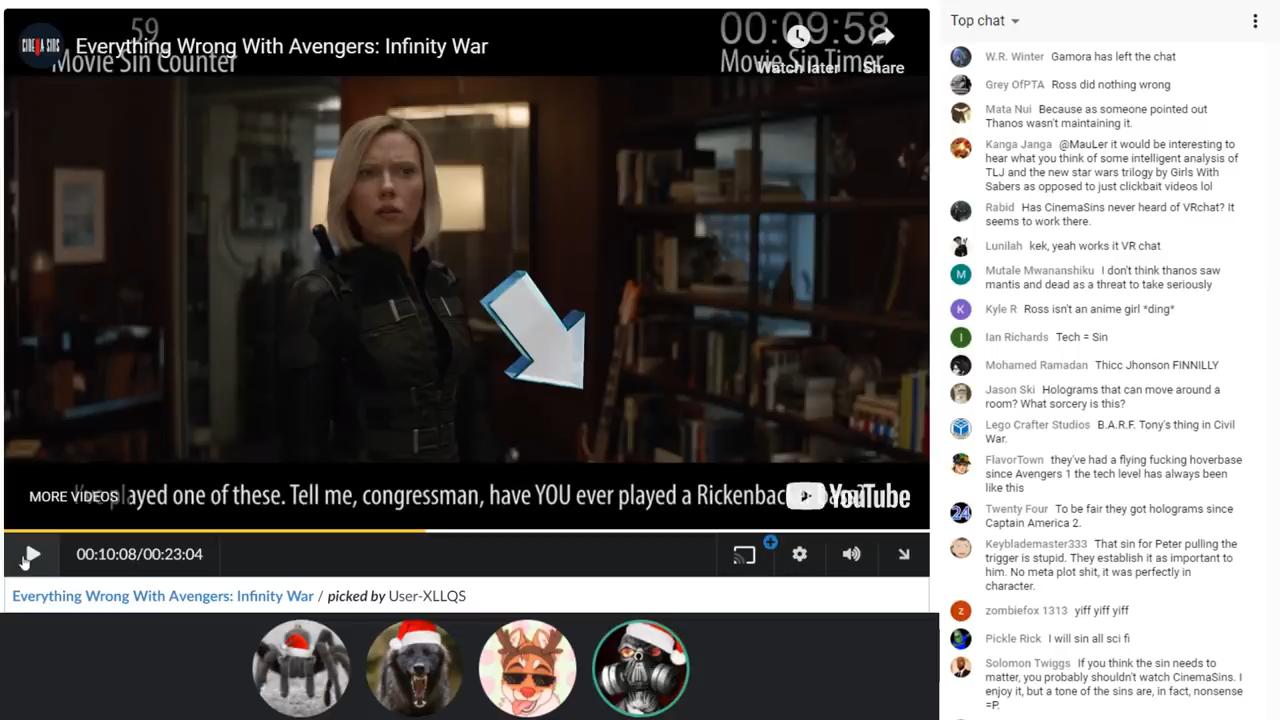 59
00:09:58
CINEMA SINS
Everything Wrong With Avengers: Infinity War
Movie Sin Counter
Movie Sin Timer
Watch later
Share
MORE VIDEOS
played one of these. Tell me, congressman, have YOU ever played a Rickenbac
YouTube
00:10:08/00:23:04
Everything Wrong With Avengers: Infinity War / picked by User-XLLQS
Top chat
W.R. Winter Gamora has left the chat
Grey OfPTA Ross did nothing wrong
Mata Nui Because as someone pointed out
Thanos wasn't maintaining it.
Kanga Janga @MauLer it would be interesting to
hear what you think of some intelligent analysis of
TLJ and the new star wars trilogy by Girls With
Sabers as opposed to just clickbait videos lol
Rabid Has CinemaSins never heard of VRchat? It
seems to work there.
Lunilah kek, yeah works it VR chat
M
Mutale Mwananshiku I don't think thanos saw
mantis and dead as a threat to take seriously
K
Kyle R Ross isn't an anime girl *ding*
I
Ian Richards Tech = Sin
Mohamed Ramadan Thicc Jhonson FINNILLY
Jason Ski Holograms that can move around a
room? What sorcery is this?
Lego Crafter Studios B.A.R.F. Tony's thing in Civil
War.
FlavorTown they've had a flying fucking hoverbase
since Avengers 1 the tech level has always been
like this
24
Twenty Four To be fair they got holograms since
Captain America 2.
Keyblademaster333 That sin for Peter pulling the
trigger is stupid. They establish it as important to
him. No meta plot shit, it was perfectly in
character.
z
zombiefox 1313 yiff yiff yiff
Pickle Rick I will sin all sci fi
Solomon Twiggs If you think the sin needs to
matter, you probably shouldn't watch CinemaSins. I
enjoy it, but a tone of the sins are, in fact, nonsense
=P.